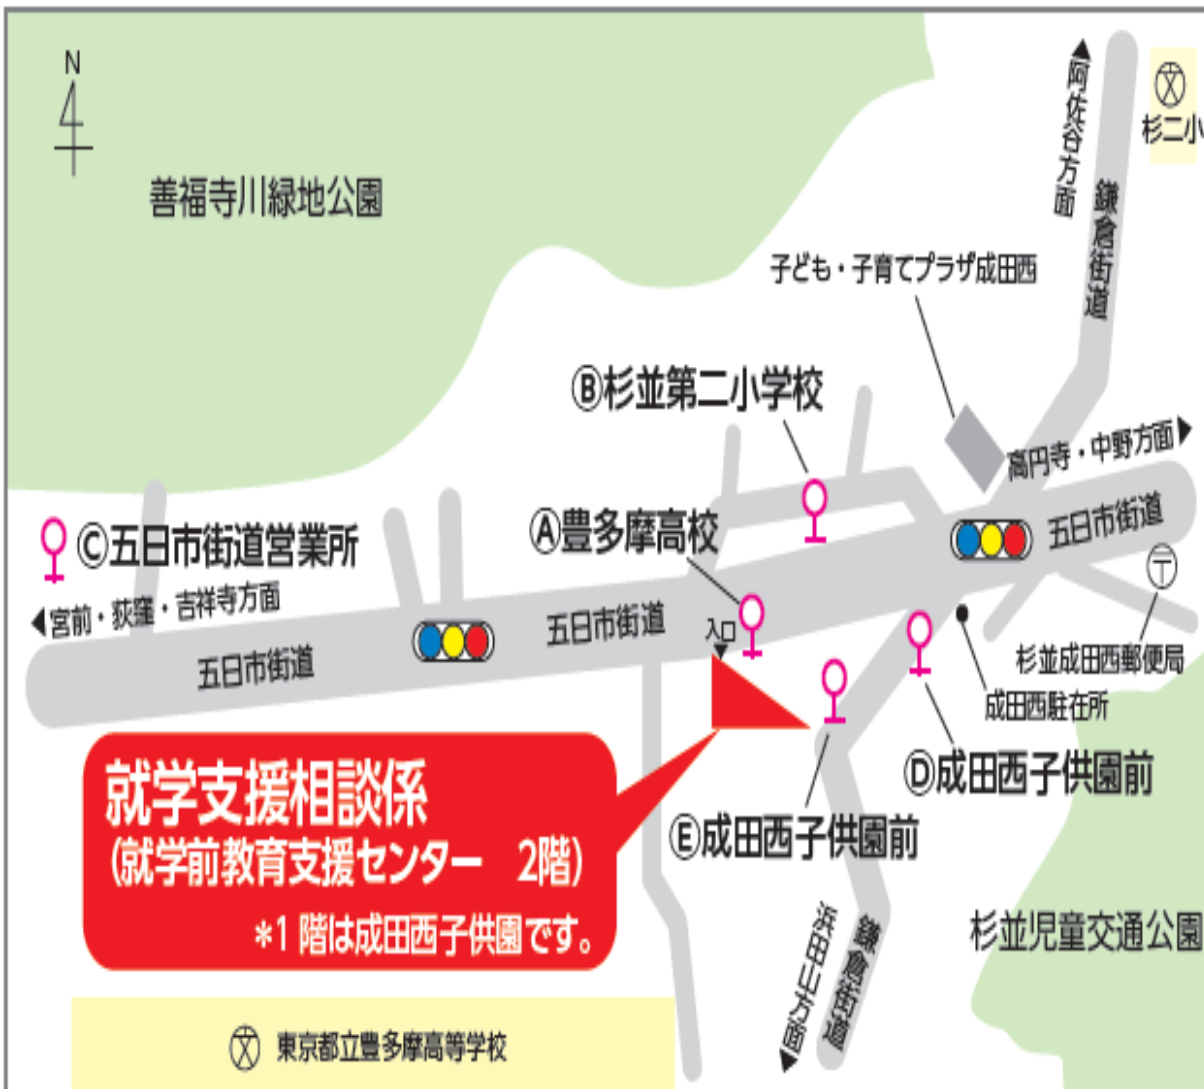 N
善福寺川緑地公園
阿佐谷方面
文
杉二小
鎌倉街道
子ども・子育てプラザ成田西
Ⓑ杉並第二小学校
高円寺・中野方面
五日市街道
Ⓐ豊多摩高校
Ⓒ五日市街道営業所
宮前・荻窪・吉祥寺方面
五日市街道
五日市街道
入口
〒
杉並成田西郵便局
成田西駐在所
Ⓓ成田西子供園前
Ⓔ成田西子供園前
就学支援相談係
(就学前教育支援センター 2階)
*1階は成田西子供園です。
浜田山方面
鎌倉街道
杉並児童交通公園
文 東京都立豊多摩高等学校